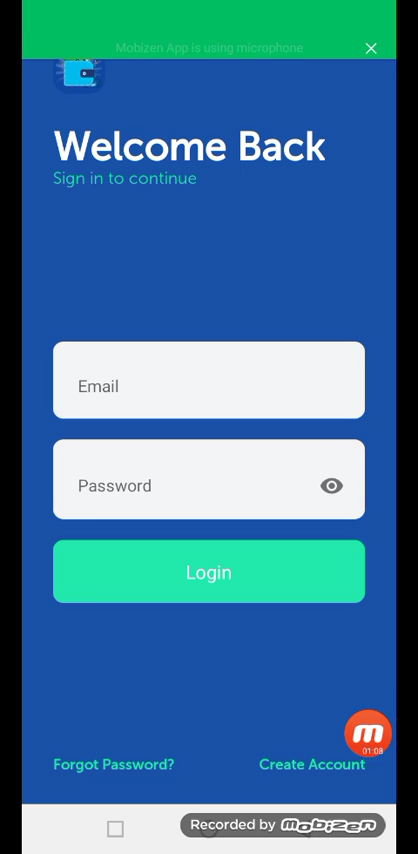 Mobizen App is using microphone
Welcome Back
Sign in to continue
Email
Password
Login
01:08
Forgot Password?
Create Account
Recorded by mobizen